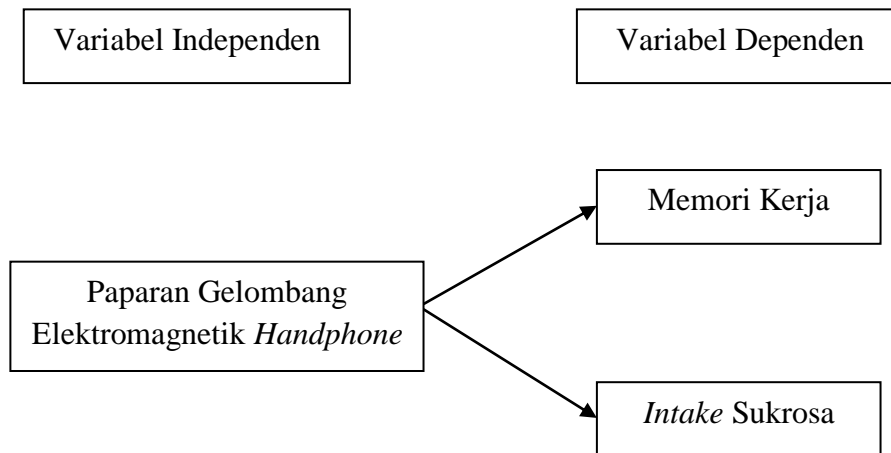 Variabel Independen
Variabel Dependen
Memori Kerja
Paparan Gelombang
Elektromagnetik Handphone
Intake Sukrosa